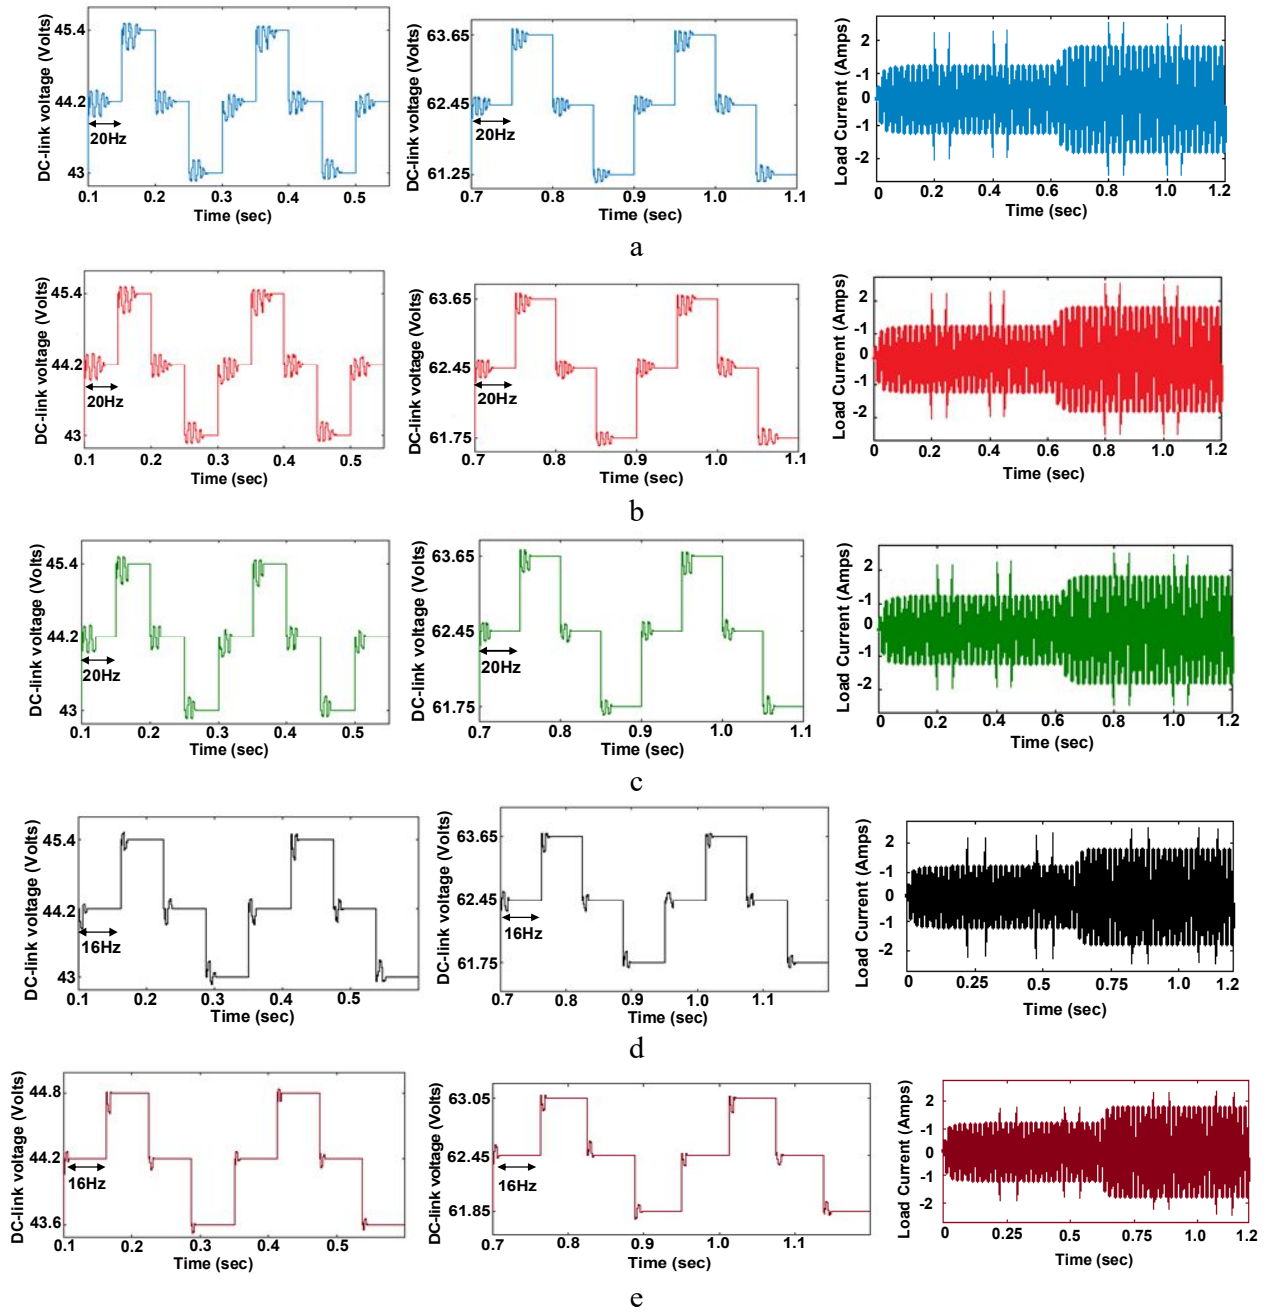 DC-link voltage (Volts)
45.4
44.2
43
20Hz
0.1 0.2 0.3 0.4 0.5
Time (sec)
DC-link voltage (Volts)
63.65
62.45
61.25
20Hz
0.7 0.8 0.9 1.0 1.1
Time (sec)
Load Current (Amps)
2
-1
0
-1
-2
0 0.2 0.4 0.6 0.8 1.0 1.2
Time (sec)
a
DC-link voltage (Volts)
45.4
44.2
43
20Hz
0.1 0.2 0.3 0.4 0.5
Time (sec)
DC-link voltage (Volts)
63.65
62.45
61.75
20Hz
0.7 0.8 0.9 1.0 1.1
Time (sec)
Load Current (Amps)
2
-1
0
-1
-2
0 0.2 0.4 0.6 0.8 1.0 1.2
Time (sec)
b
DC-link voltage (Volts)
45.4
44.2
43
20Hz
0.1 0.2 0.3 0.4 0.5
Time (sec)
DC-link voltage (Volts)
63.65
62.45
61.75
20Hz
0.7 0.8 0.9 1.0 1.1
Time (sec)
Load Current (Amps)
2
-1
0
-1
-2
0 0.2 0.4 0.6 0.8 1.0 1.2
Time (sec)
c
DC-link voltage (Volts)
45.4
44.2
43
16Hz
0.1 0.2 0.3 0.4 0.5
Time (sec)
DC-link voltage (Volts)
63.65
62.45
61.75
16Hz
0.7 0.8 0.9 1.0 1.1
Time (sec)
Load Current (Amps)
2
-1
0
-1
-2
0 0.25 0.5 0.75 1.0 1.2
Time (sec)
d
DC-link voltage (Volts)
44.8
44.2
43.6
16Hz
0.1 0.2 0.3 0.4 0.5
Time (sec)
DC-link voltage (Volts)
63.05
62.45
61.85
16Hz
0.7 0.8 0.9 1.0 1.1
Time (sec)
Load Current (Amps)
2
-1
0
-1
-2
0 0.25 0.5 0.75 1.0 1.2
Time (sec)
e